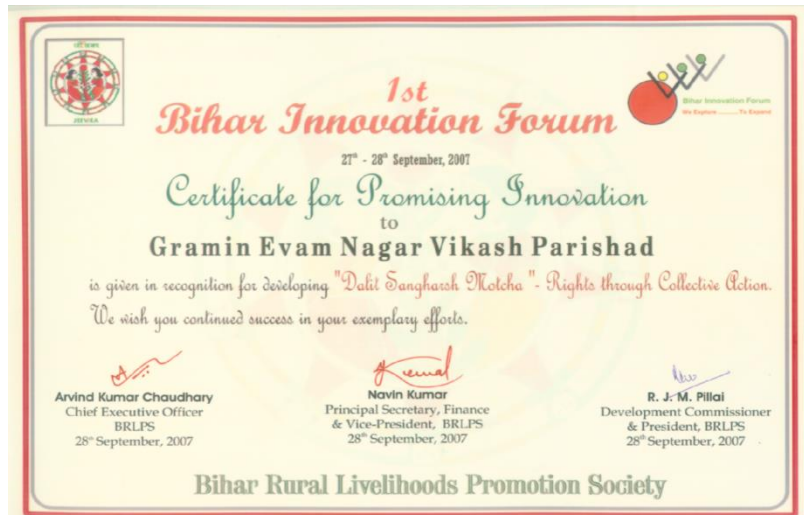 JEEVIKA
1st
Bihar Innovation Forum
Bihar Innovation Forum
We Explore ........... To Expand
27th - 28th September, 2007
Certificate for Promising Innovation
to
Gramin Evam Nagar Vikash Parishad
is given in recognition for developing "Dalit Sangharsh Motcha "- Rights through Collective Action.
We wish you continued success in your exemplary efforts.
Arvind Kumar Chaudhary
Chief Executive Officer
BRLPS
28th September, 2007
Navin Kumar
Principal Secretary, Finance
& Vice-President, BRLPS
28th September, 2007
R. J. M. Pillai
Development Commissioner
& President, BRLPS
28th September, 2007
Bihar Rural Livelihoods Promotion Society